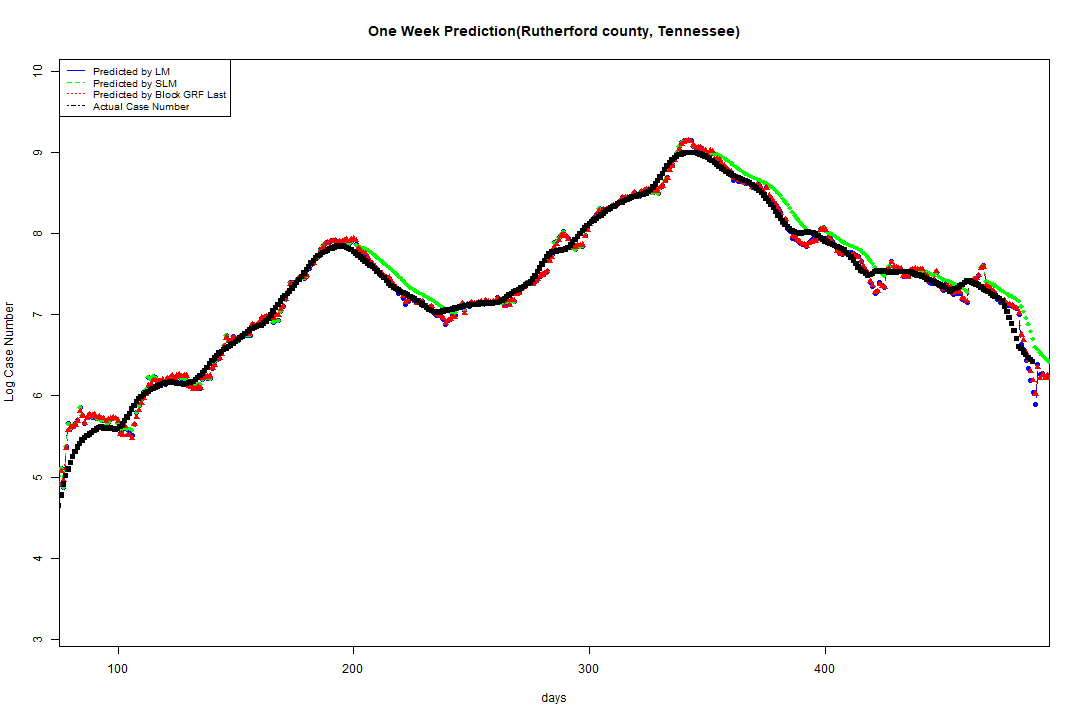 One Week Prediction(Rutherford county, Tennessee)
Predicted by LM
Predicted by SLM
Predicted by Block GRF Last
Actual Case Number
10
9
8
7
6
5
4
3
Log Case Number
100 200 300 400
days